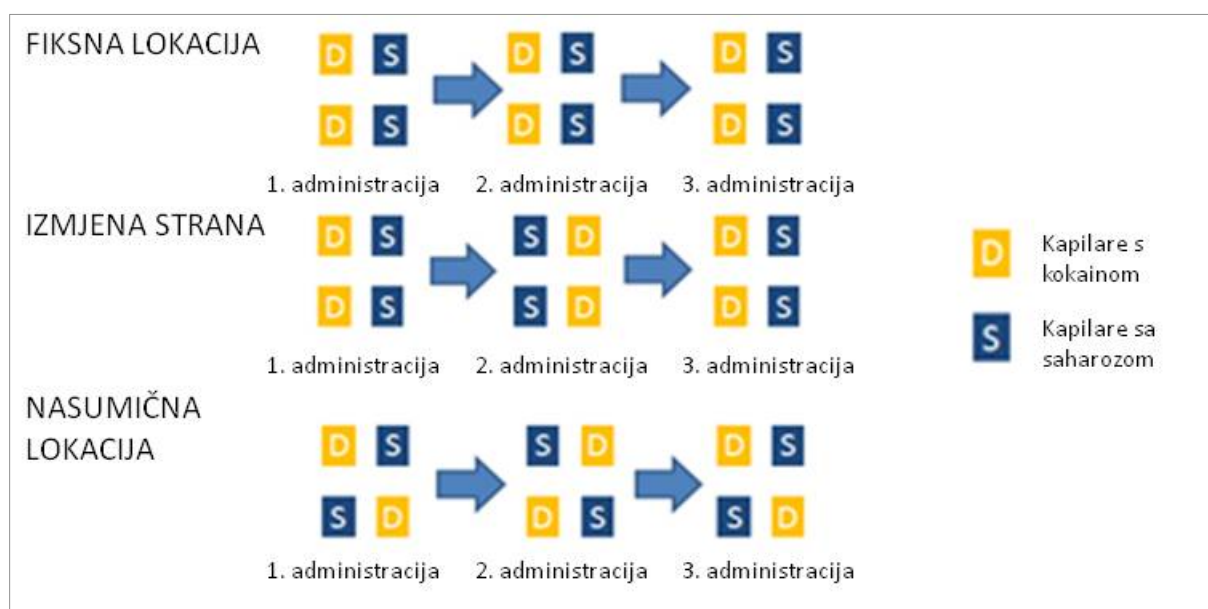 FIKSNA LOKACIJA
D S D S D S
D S D S D S
1. administracija 2. administracija 3. administracija
IZMJENA STRANA
D S S D D S
D S S D D S
1. administracija 2. administracija 3. administracija
NASUMIČNA
LOKACIJA
D S S D D S
S D D S S D
1. administracija 2. administracija 3. administracija
D Kapilare s
kokainom
S Kapilare sa
saharozom